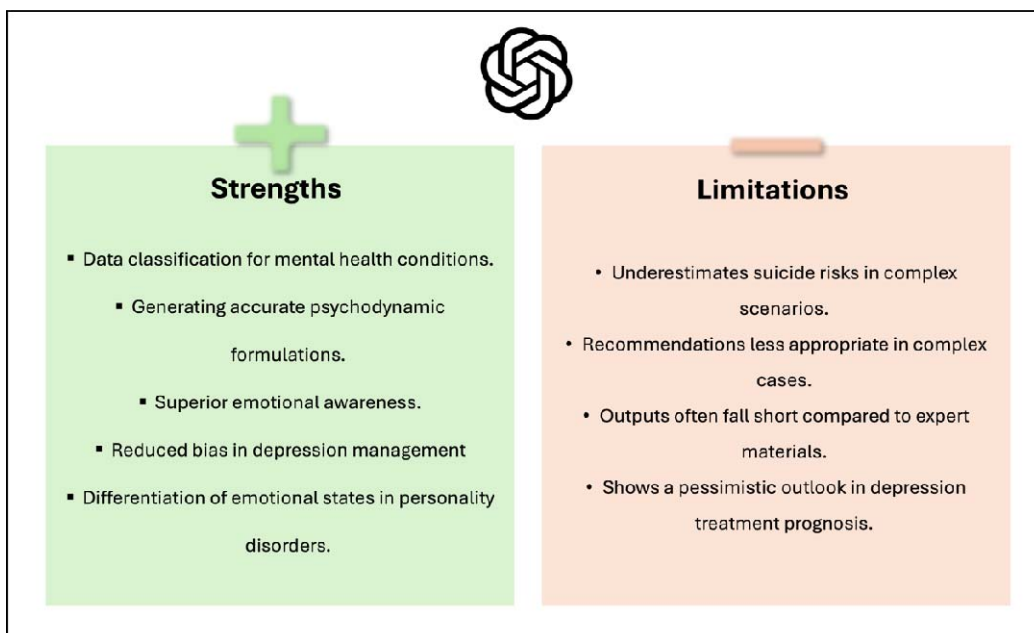 Strengths
▪ Data classification for mental health conditions.
▪ Generating accurate psychodynamic
formulations.
▪ Superior emotional awareness.
▪ Reduced bias in depression management
▪ Differentiation of emotional states in personality
disorders.
Limitations
• Underestimates suicide risks in complex
scenarios.
• Recommendations less appropriate in complex
cases.
• Outputs often fall short compared to expert
materials.
• Shows a pessimistic outlook in depression
treatment prognosis.